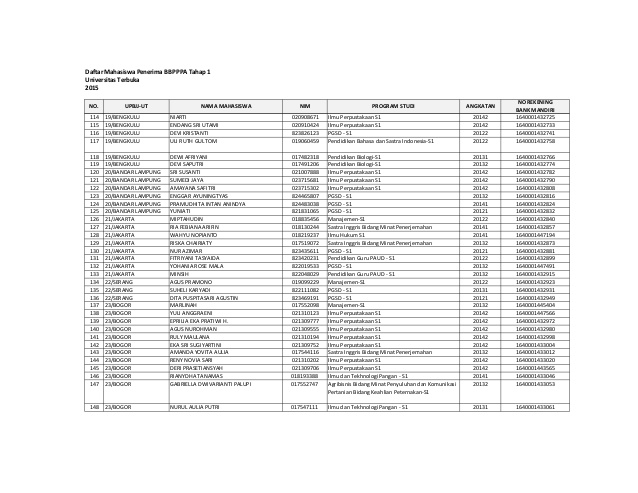 Daftar Mahasiswa Penerima BBPPPA Tahap 1
Universitas Terbuka
2015
NO. UPBJJ-UT NAMA MAHASISWA NIM PROGRAM STUDI ANGKATAN NO REKENING BANK MANDIRI
114 19/BENGKULU NIARTI 020908671 Ilmu Perpustakaan S1 20142 1640001432725
115 19/BENGKULU ENDANG SRI UTAMI 020910424 Ilmu Perpustakaan S1 20142 1640001432733
116 19/BENGKULU DEVI KRISTANTI 823826123 PGSD - S1 20122 1640001432741
117 19/BENGKULU ULI RUTH GULTOM 019060459 Pendidikan Bahasa dan Sastra Indonesia-S1 20122 1640001432758
118 19/BENGKULU DEWI AFRIYANI 017482318 Pendidikan Biologi-S1 20131 1640001432766
119 19/BENGKULU DEVI SAPUTRI 017491206 Pendidikan Biologi-S1 20132 1640001432774
120 20/BANDAR LAMPUNG SRI SUSANTI 021007888 Ilmu Perpustakaan S1 20142 1640001432782
121 20/BANDAR LAMPUNG SUMEDI JAYA 023715681 Ilmu Perpustakaan S1 20142 1640001432790
122 20/BANDAR LAMPUNG AMAYANA SAFITRI 023715302 Ilmu Perpustakaan S1 20142 1640001432808
123 20/BANDAR LAMPUNG ENGGAR AYUNINGTYAS 824465807 PGSD - S1 20132 1640001432816
124 20/BANDAR LAMPUNG PRAMUDHITA INTAN ANINDYA 824483038 PGSD - S1 20141 1640001432824
125 20/BANDAR LAMPUNG YUNIATI 821831065 PGSD - S1 20121 1640001432832
126 21/JAKARTA MIFTAHUDIN 018835456 Manajemen-S1 20122 1640001432840
127 21/JAKARTA 018130244 Sastra Inggris Bidang Minat Penerjemahan 20141 1640001432857
128 21/JAKARTA WAHYU NOPIANTO 018219237 Ilmu Hukum S1 20141 1640001447194
129 21/JAKARTA RISKA CHARIATY 017519072 Sastra Inggris Bidang Minat Penerjemahan 20132 1640001432873
130 21/JAKARTA NUR AZIMAR 823435611 PGSD - S1 20121 1640001432881
131 21/JAKARTA FITRIYANI TASYAIDA 823420231 Pendidikan Guru PAUD - S1 20122 1640001432899
132 21/JAKARTA YOHANI AROSE MALA 822019533 PGSD - S1 20132 1640001447491
133 21/JAKARTA MINSIH 822048029 Pendidikan Guru PAUD - S1 20132 1640001432915
134 22/SERANG AGUS PRAMONO 019099229 Manajemen-S1 20122 1640001432923
135 22/SERANG SUHELI KARYADI 822111082 PGSD - S1 20131 1640001432931
136 22/SERANG DITA PUSPITASARI AGUSTIN 823469191 PGSD - S1 20121 1640001432949
137 23/BOGOR MARLINAH 017552098 Manajemen-S1 20132 1640001445404
138 23/BOGOR YULI ANGGRAENI 021310123 Ilmu Perpustakaan S1 20142 1640001447566
139 23/BOGOR EPRILIA EKA PRATIWI H. 021309777 Ilmu Perpustakaan S1 20142 1640001432972
140 23/BOGOR AGUS NUROHMAN 021309555 Ilmu Perpustakaan S1 20142 1640001432980
141 23/BOGOR RULY MAULANA 021310194 Ilmu Perpustakaan S1 20142 1640001432998
142 23/BOGOR EKA SRI SUGIYARTINI 021309752 Ilmu Perpustakaan S1 20142 1640001433004
143 23/BOGOR AMANDA YOVITA AULIA 017544116 Sastra Inggris Bidang Minat Penerjemahan 20132 1640001433012
144 23/BOGOR RENY NOVIA SARI 021310202 Ilmu Perpustakaan S1 20142 1640001433020
145 23/BOGOR DERI PRASETIANSYAH 021309706 Ilmu Perpustakaan S1 20142 1640001443565
146 23/BOGOR RIANYDHATA NAMAS 018193388 Ilmu dan Tekhnologi Pangan - S1 20141 1640001433046
147 23/BOGOR GABRIELLA DWI VARIANTI PALUPI 017552747 Agribisnis Bidang Minat Penyuluhan dan Komunikasi 20132 1640001433053
Pertanian Bidang Keahlian Peternakan-S1
148 23/BOGOR NURUL AULIA PUTRI 017547111 Ilmu dan Tekhnologi Pangan - S1 20131 1640001433061